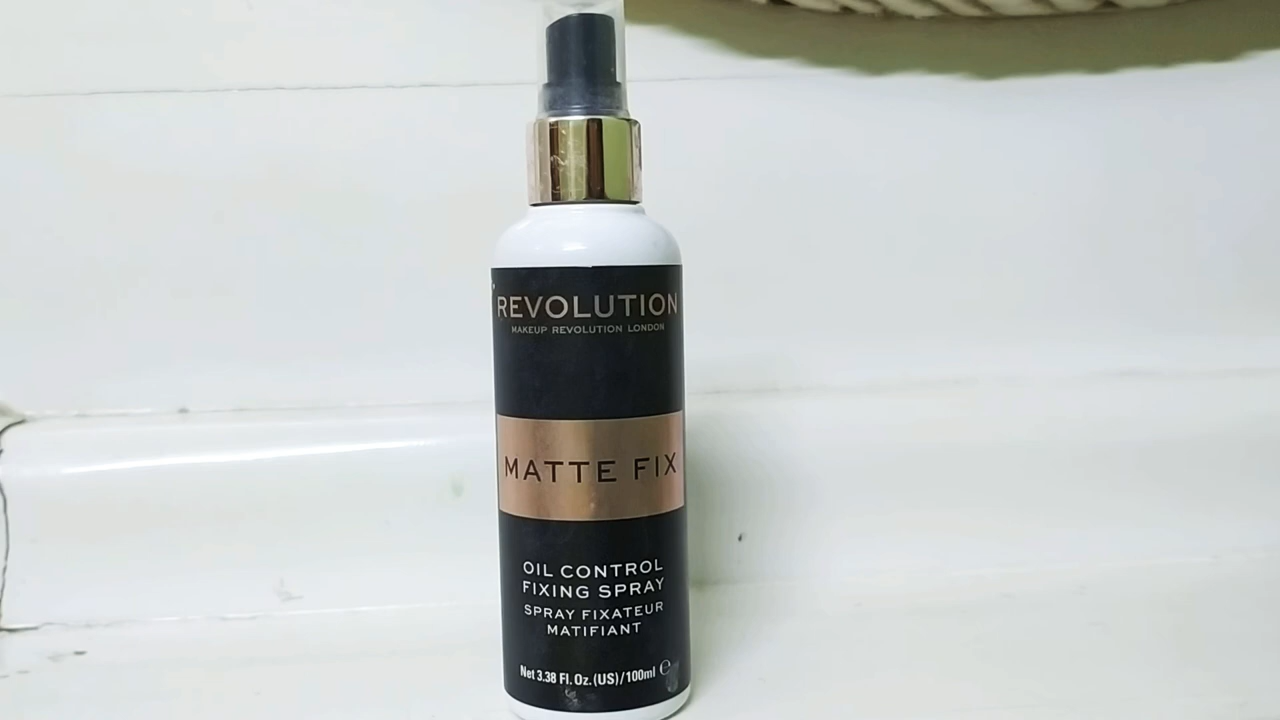 REVOLUTION
MAKEUP REVOLUTION LONDON
MATTE FIX
OIL CONTROL
FIXING SPRAY
SPRAY FIXATEUR
MATIFIANT
Net 3.38 Fl. Oz. (US)/100ml ℮